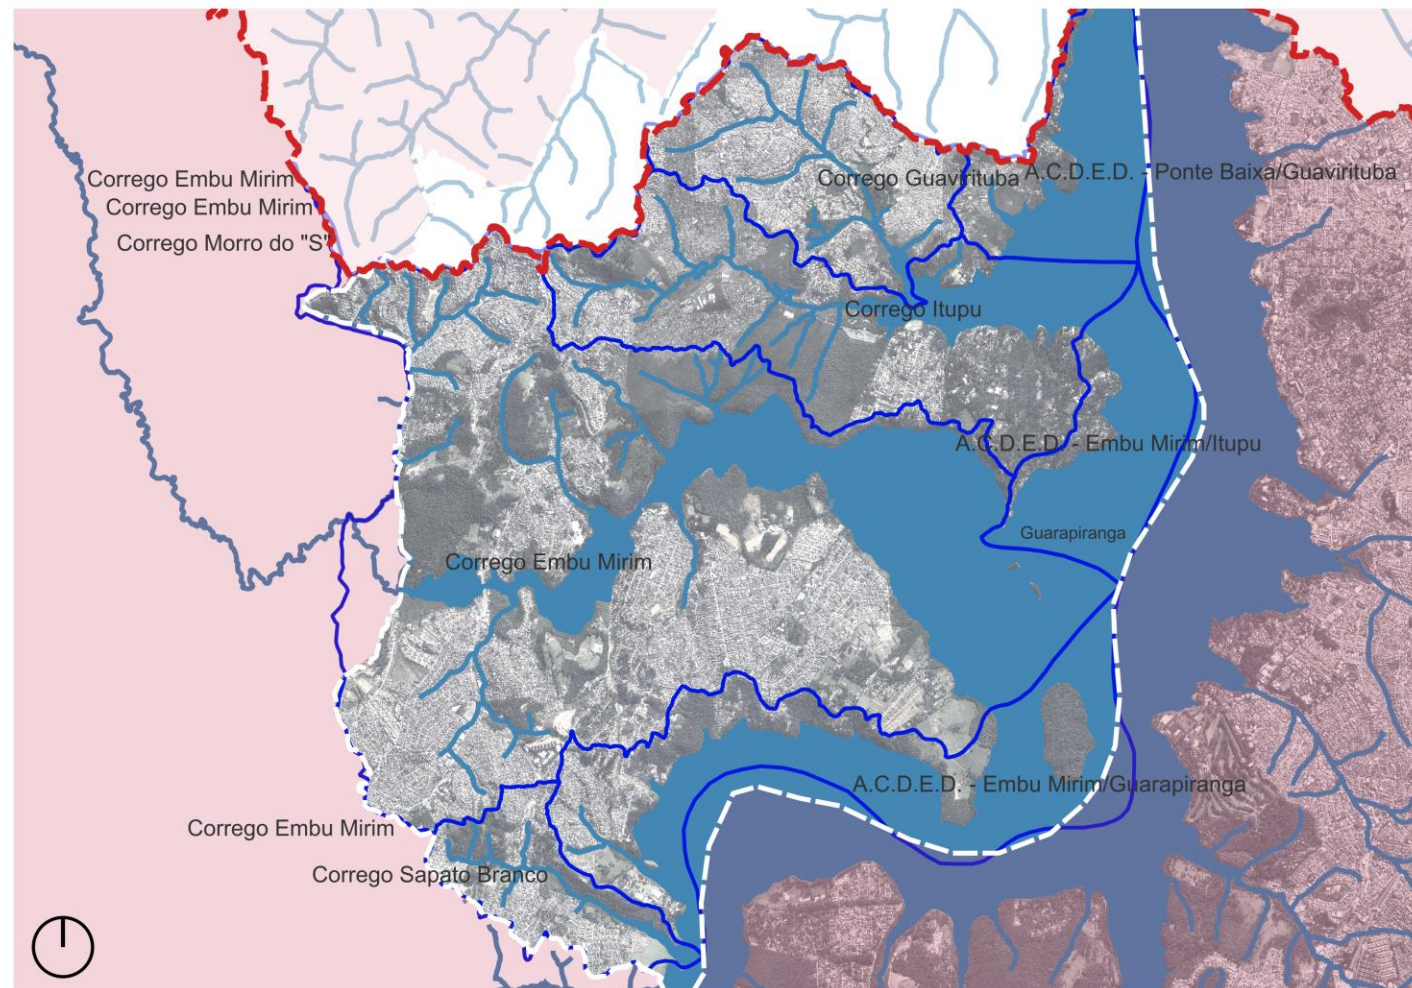 Corrego Embu Mirim
Corrego Guavirituba
A.C.D.E.D. - Ponte Baixa/Guavirituba
Corrego Embu Mirim
Corrego Morro do "S"
Corrego Itupu
A.C.D.E.D. - Embu Mirim/Itupu
Guarapiranga
Corrego Embu Mirim
A.C.D.E.D. - Embu Mirim/Guarapiranga
Corrego Embu Mirim
Corrego Sapato Branco